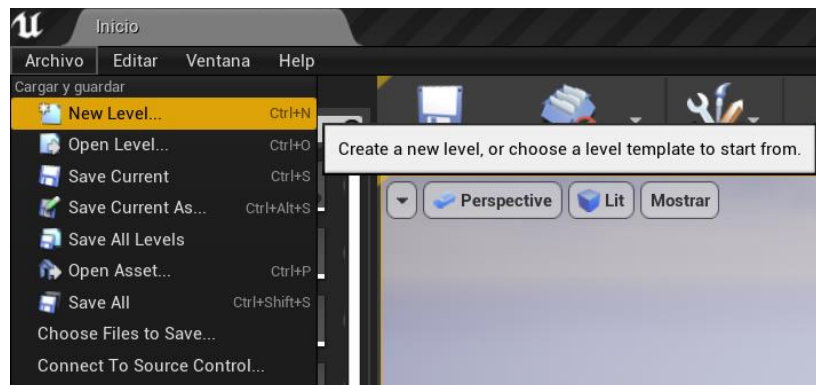 Inicio
Archivo Editar Ventana Help
Cargar y guardar
New Level... Ctrl+N
Create a new level, or choose a level template to start from.
Open Level... Ctrl+O
Save Current Ctrl+S
Perspective Lit Mostrar
Save Current As... Ctrl+Alt+S
Save All Levels
Open Asset... Ctrl+P
Save All Ctrl+Shift+S
Choose Files to Save...
Connect To Source Control...